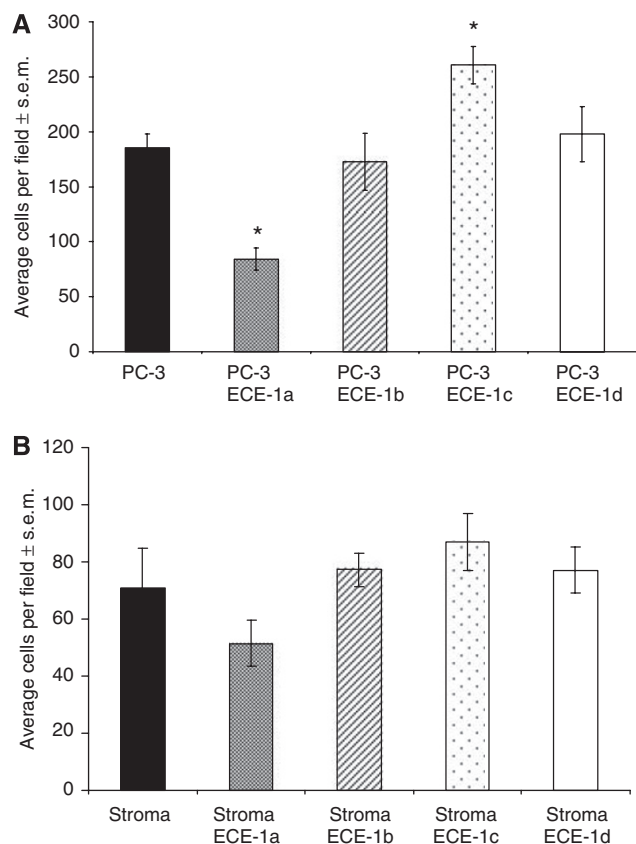 A
Average cells per field ± s.e.m.
300
250
200
150
100
50
0
*
*
PC-3
PC-3 ECE-1a
PC-3 ECE-1b
PC-3 ECE-1c
PC-3 ECE-1d
B
Average cells per field ± s.e.m.
120
100
80
60
40
20
0
Stroma
Stroma ECE-1a
Stroma ECE-1b
Stroma ECE-1c
Stroma ECE-1d